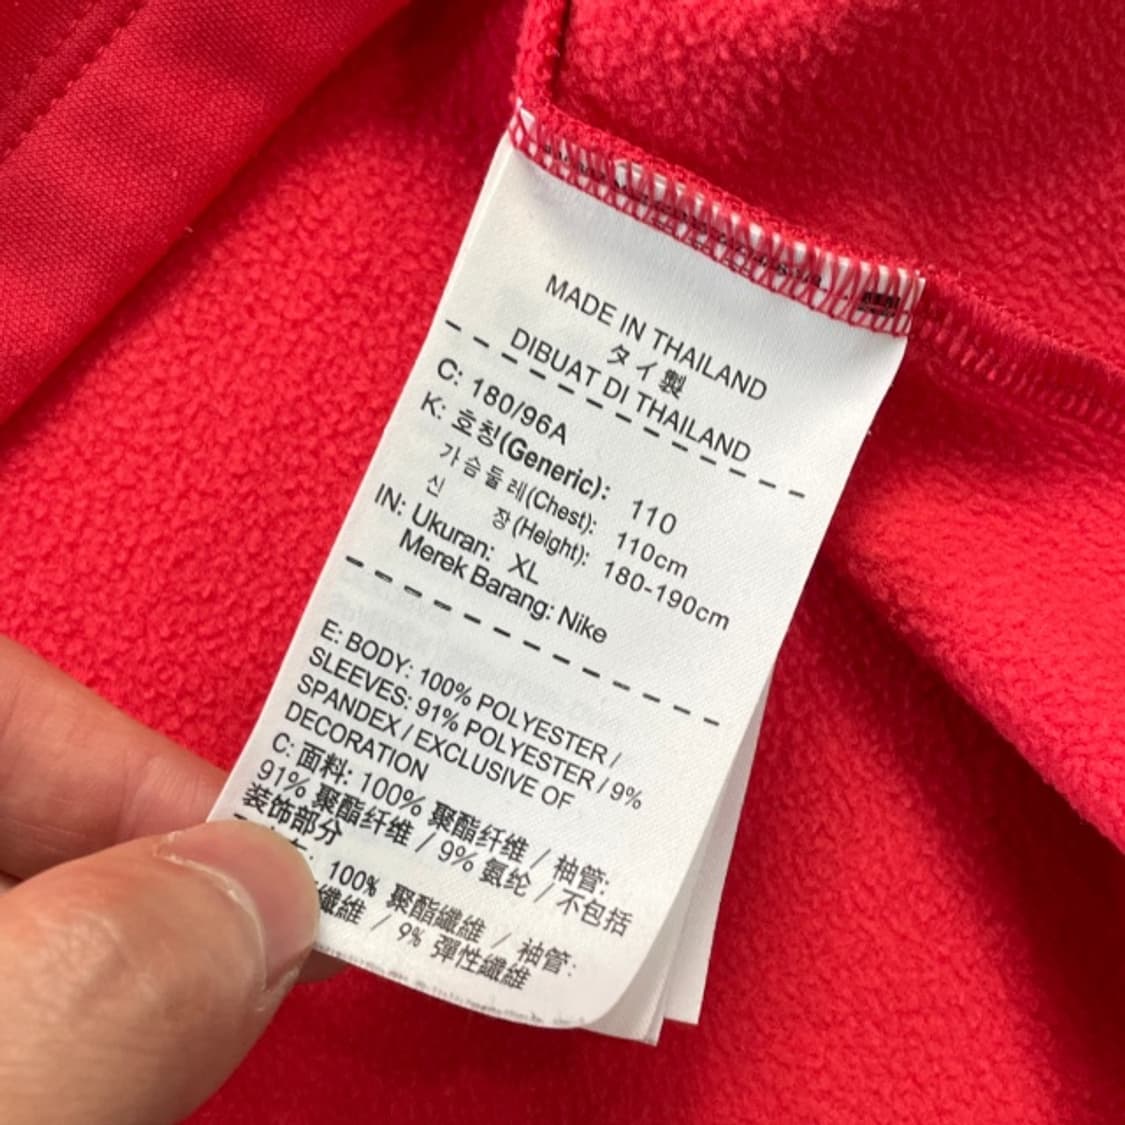 MADE IN THAILAND
タイ製
DIBUAT DI THAILAND
C: 180/96A
K: 호칭(Generic): 110
가슴둘레(Chest): 110cm
신 장(Height): 180-190cm
IN: Ukuran: XL
Merek Barang: Nike
E: BODY: 100% POLYESTER /
SLEEVES: 91% POLYESTER / 9%
SPANDEX / EXCLUSIVE OF
DECORATION
C: 面料: 100% 聚酯纤维 / 袖管:
91% 聚酯纤维 / 9% 氨纶 / 不包括
装饰部分
100% 聚酯纖維 / 袖管:
纖維 / 9% 彈性纖維